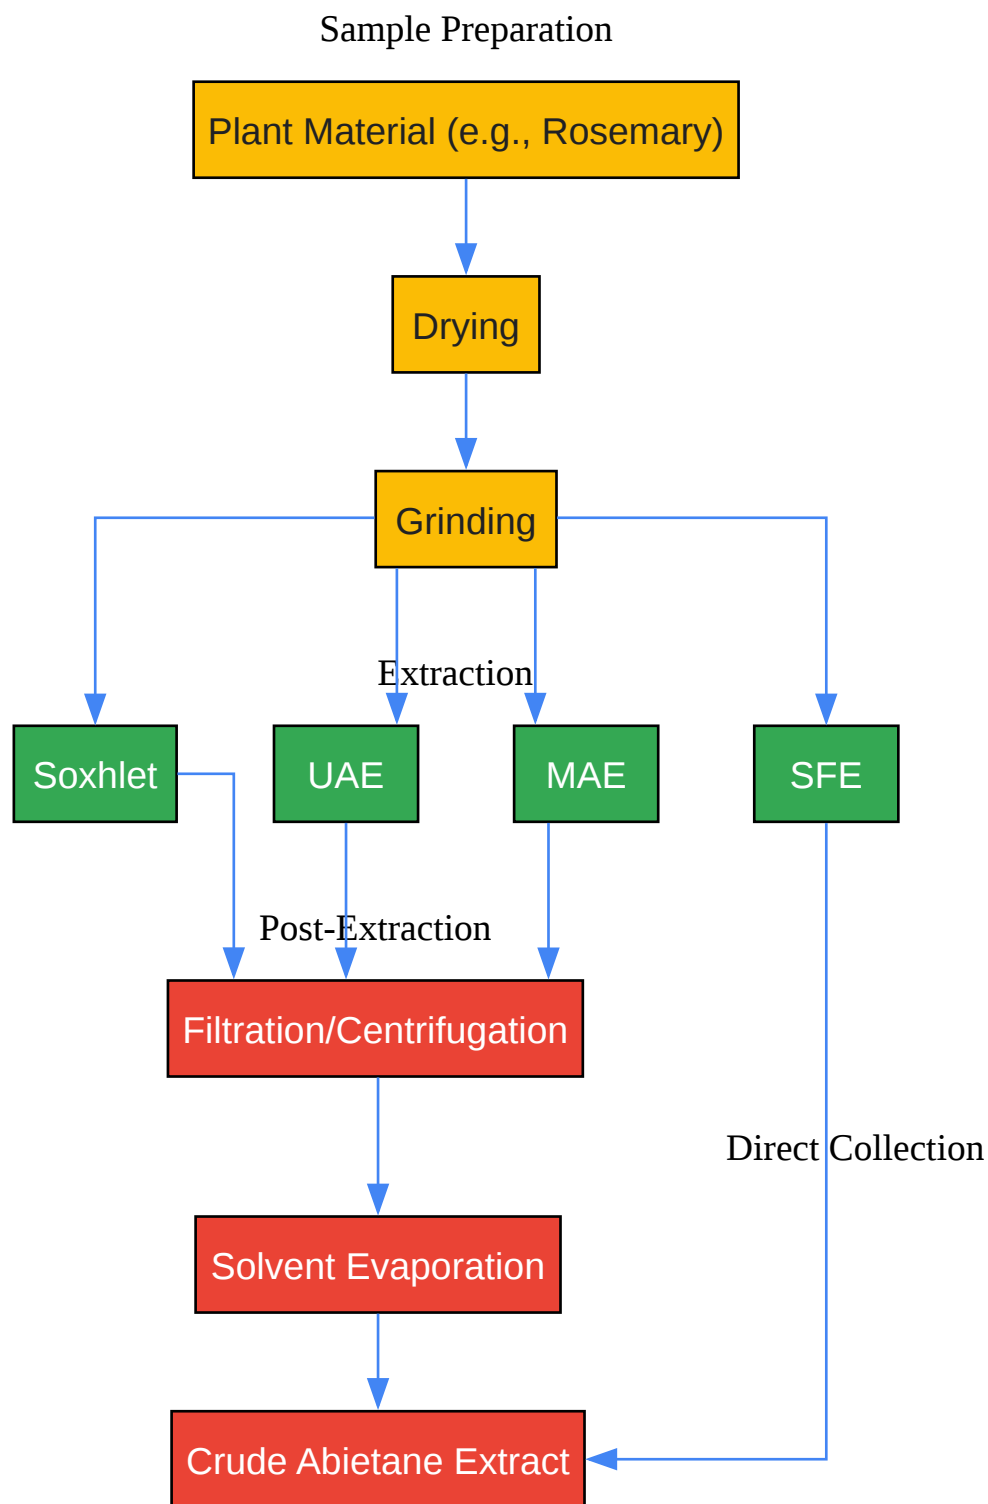 Sample Preparation
Plant Material (e.g., Rosemary)
Drying
Grinding
Extraction
Soxhlet
UAE
MAE
SFE
Post-Extraction
Filtration/Centrifugation
Direct Collection
Solvent Evaporation
Crude Abietane Extract